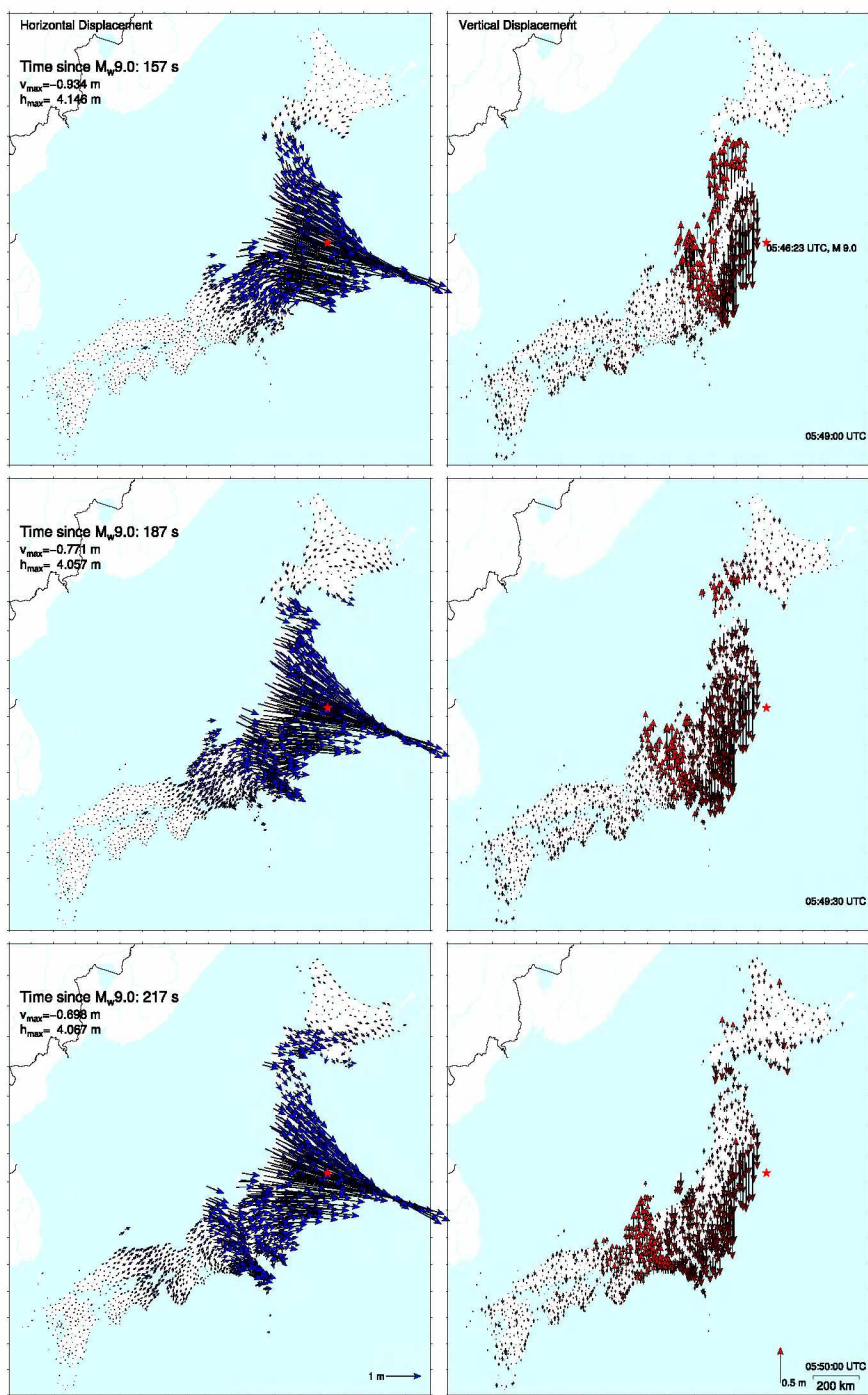 Horizontal Displacement
Vertical Displacement
Time since Mw9.0: 157 s
vmax=−0.934 m
hmax= 4.146 m
05:46:23 UTC, M 9.0
05:49:00 UTC
Time since Mw9.0: 187 s
vmax=−0.771 m
hmax= 4.057 m
05:49:30 UTC
Time since Mw9.0: 217 s
vmax=−0.698 m
hmax= 4.067 m
05:50:00 UTC
1 m
0.5 m
200 km